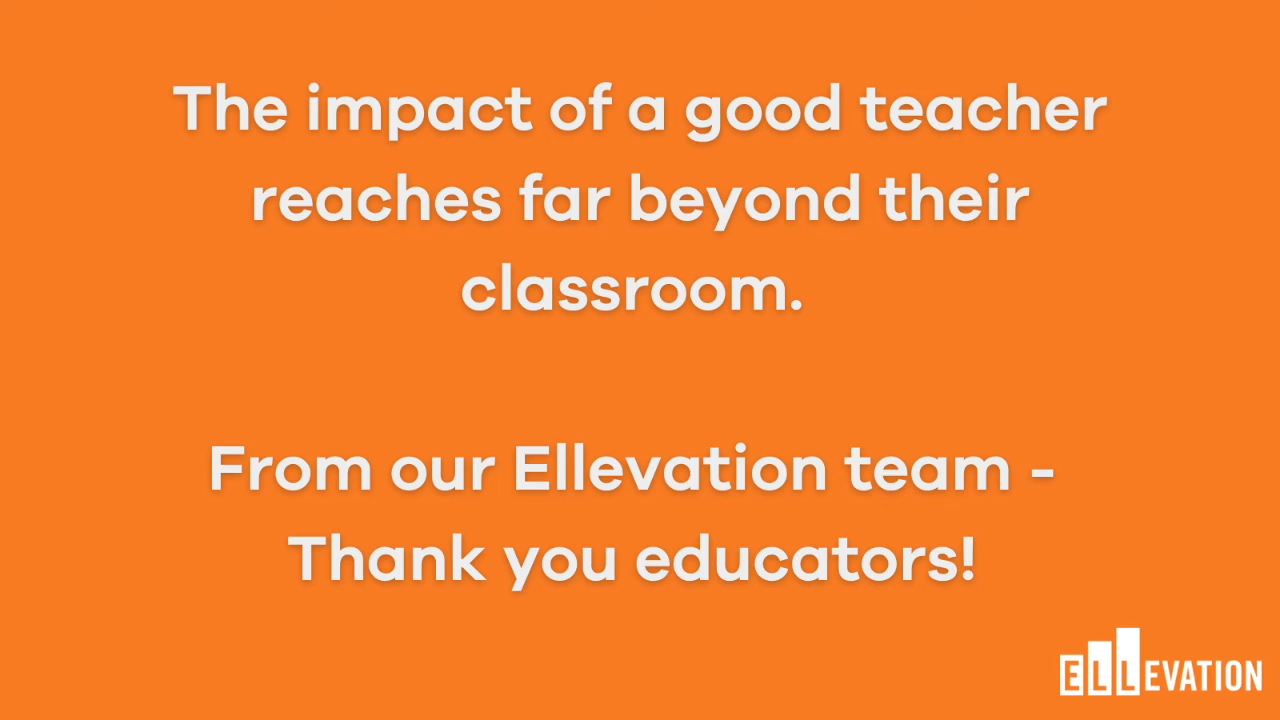 The impact of a good teacher
reaches far beyond their
classroom.
From our Ellevation team -
Thank you educators!
ELLEVATION